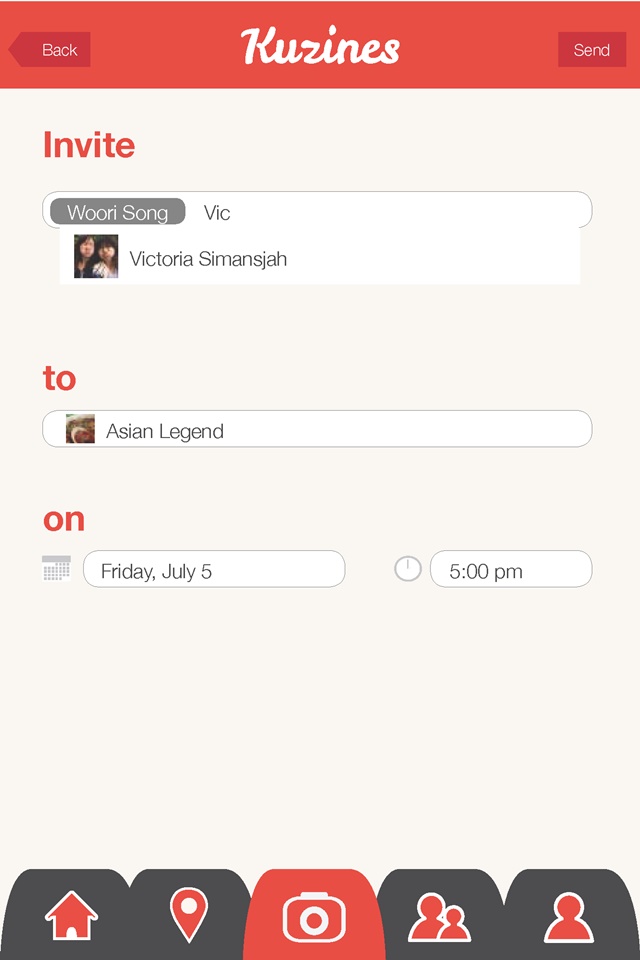 Back
Kuzines
Send
Invite
Woori Song Vic
Victoria Simansjah
to
Asian Legend
on
Friday, July 5
5:00 pm